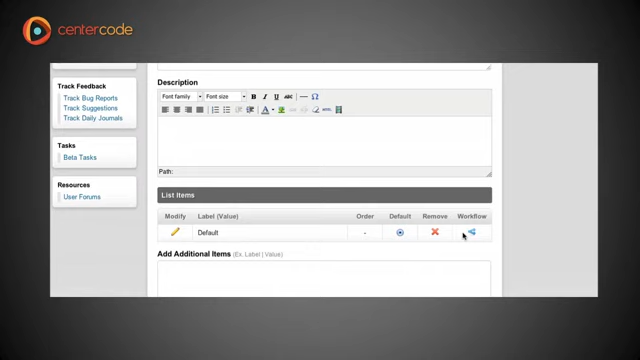 centercode
Description
Track Feedback
Track Bug Reports
Track Suggestions
Track Daily Journals
Font family Font size B I U ABC
A HTML
Tasks
Beta Tasks
Path:
Resources
User Forums
List Items
Modify Label (Value) Order Default Remove Workflow
Default -
Add Additional Items (Ex. Label | Value)